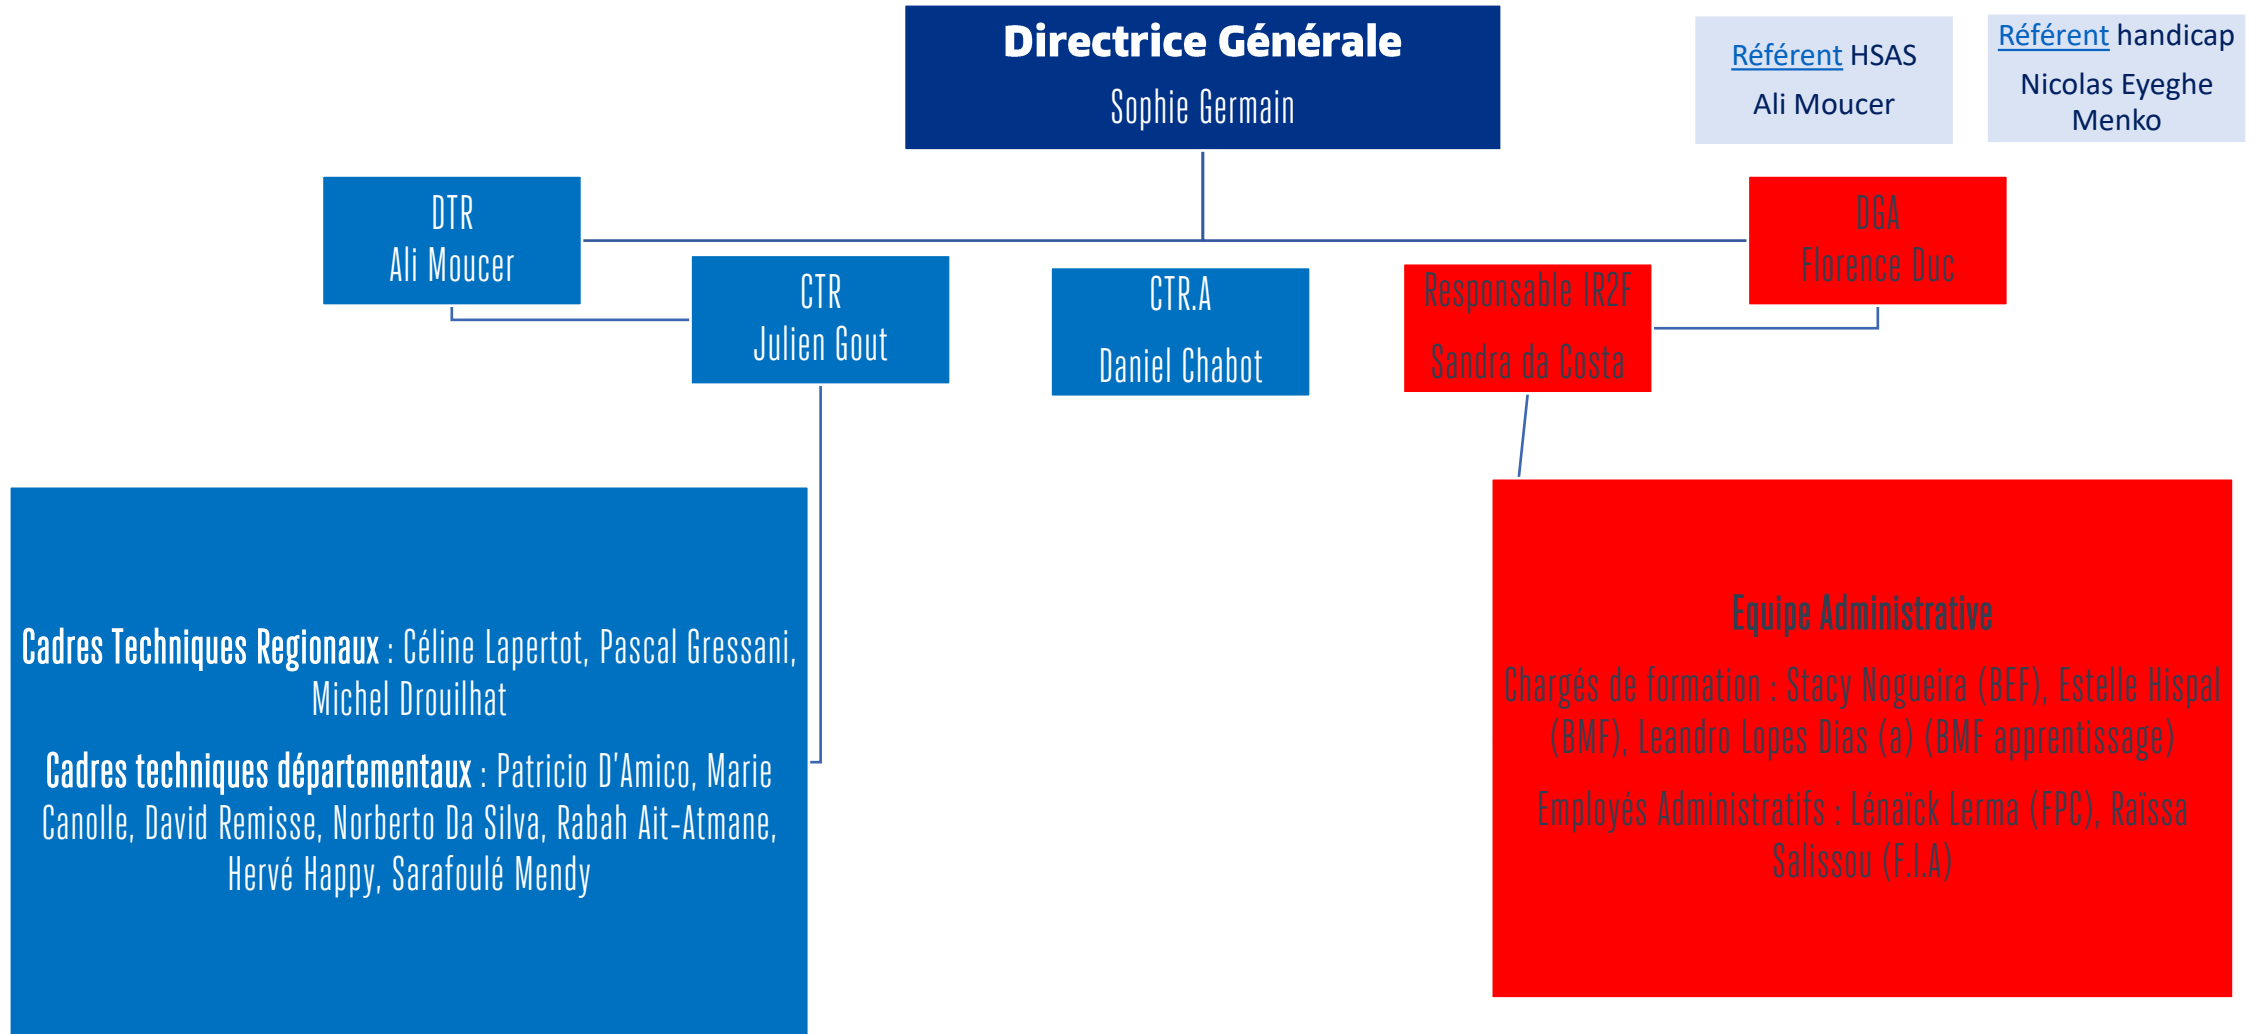 Directrice Générale
Sophie Germain
Référent HSAS
Ali Moucer
Référent handicap
Nicolas Eyeghe
Menko
DTR
Ali Moucer
DGA
Florence Duc
CTR
Julien Gout
CTR.A
Daniel Chabot
Responsable IR2F
Sandra da Costa
Cadres Techniques Regionaux : Céline Lapertot, Pascal Gressani,
Michel Drouilhat
Cadres techniques départementaux : Patricio D'Amico, Marie
Canolle, David Remisse, Norberto Da Silva, Rabah Ait-Atmane,
Hervé Happy, Sarafoulé Mendy
Equipe Administrative
Chargés de formation : Stacy Nogueira (BEF), Estelle Hispal
(BMF), Leandro Lopes Dias (a) (BMF apprentissage)
Employés Administratifs : Lénaïck Lerma (FPC), Raïssa
Salissou (F.I.A)